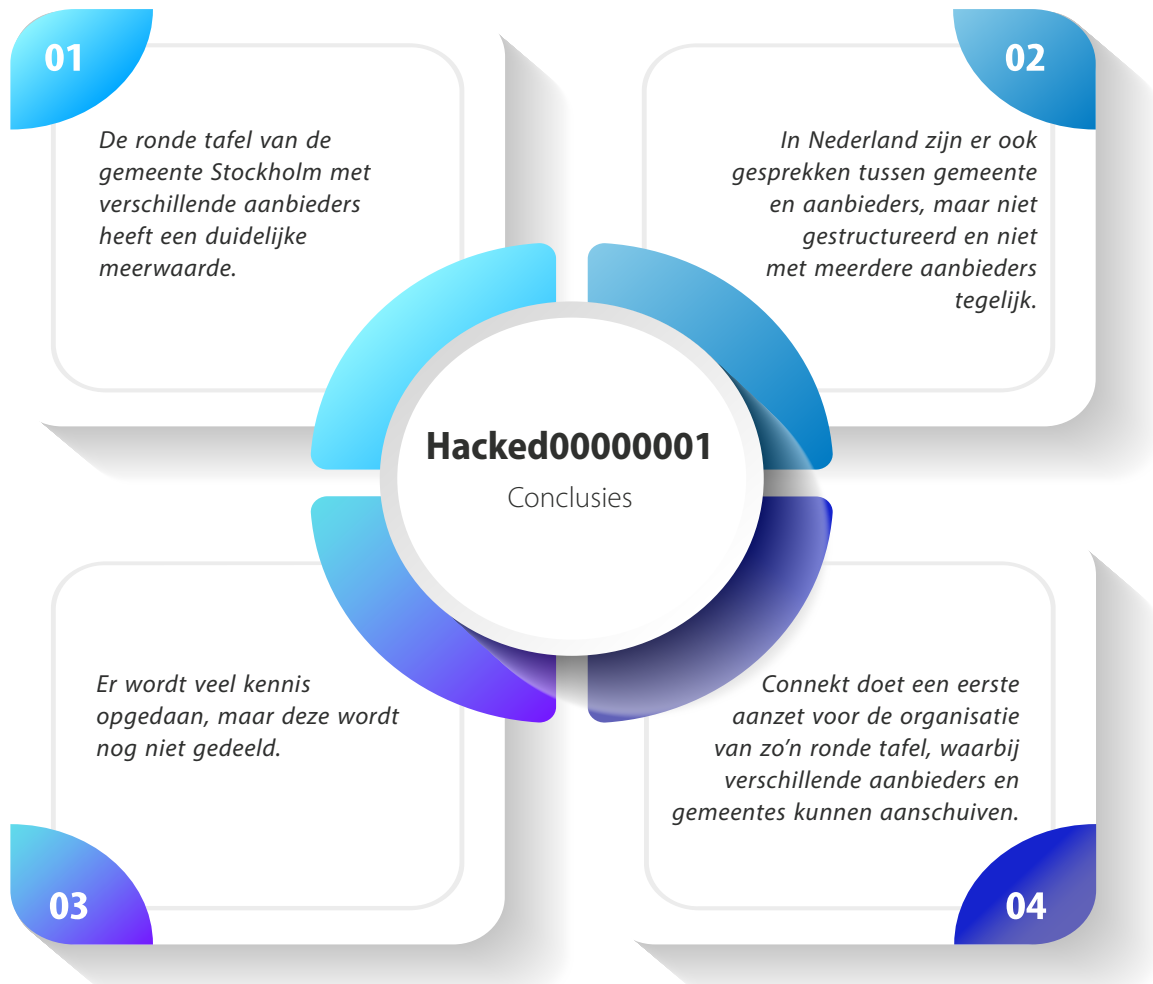 01
De ronde tafel van de
gemeente Stockholm met
verschillende aanbieders
heeft een duidelijke
meerwaarde.
02
In Nederland zijn er ook
gesprekken tussen gemeente
en aanbieders, maar niet
gestructureerd en niet
met meerdere aanbieders
tegelijk.
Hacked00000001
Conclusies
Er wordt veel kennis
opgedaan, maar deze wordt
nog niet gedeeld.
03
Connekt doet een eerste
aanzet voor de organisatie
van zo’n ronde tafel, waarbij
verschillende aanbieders en
gemeentes kunnen aanschuiven.
04